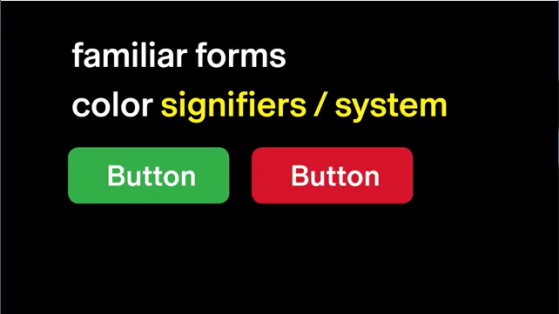 familiar forms
color signifiers / system
Button Button